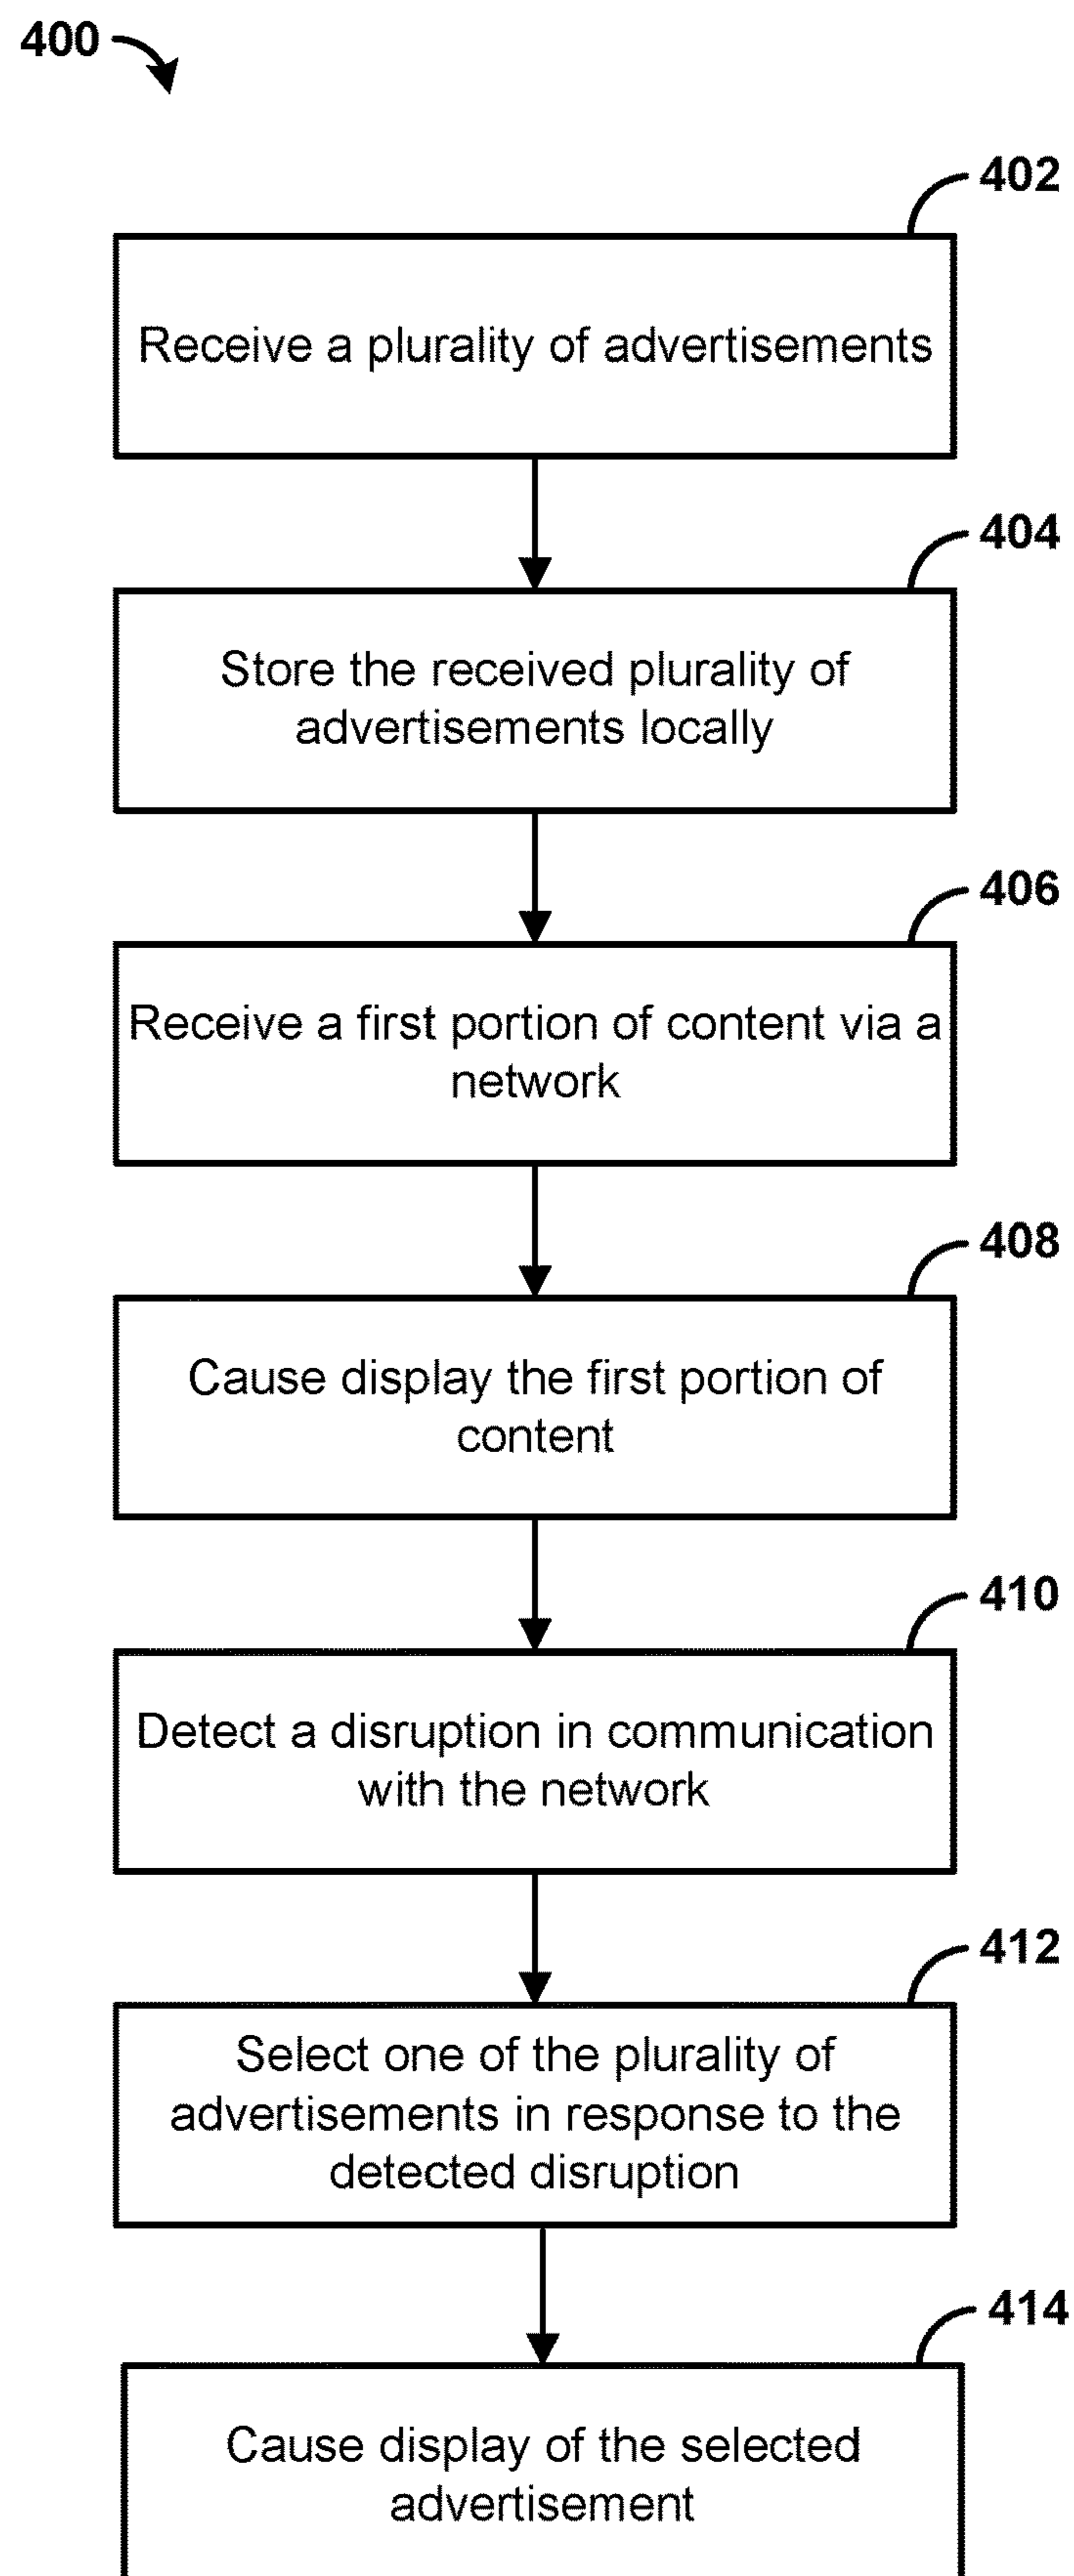 400
402
Receive a plurality of advertisements
404
Store the received plurality of
advertisements locally
406
Receive a first portion of content via a
network
408
Cause display the first portion of
content
410
Detect a disruption in communication
with the network
412
Select one of the plurality of
advertisements in response to the
detected disruption
414
Cause display of the selected
advertisement